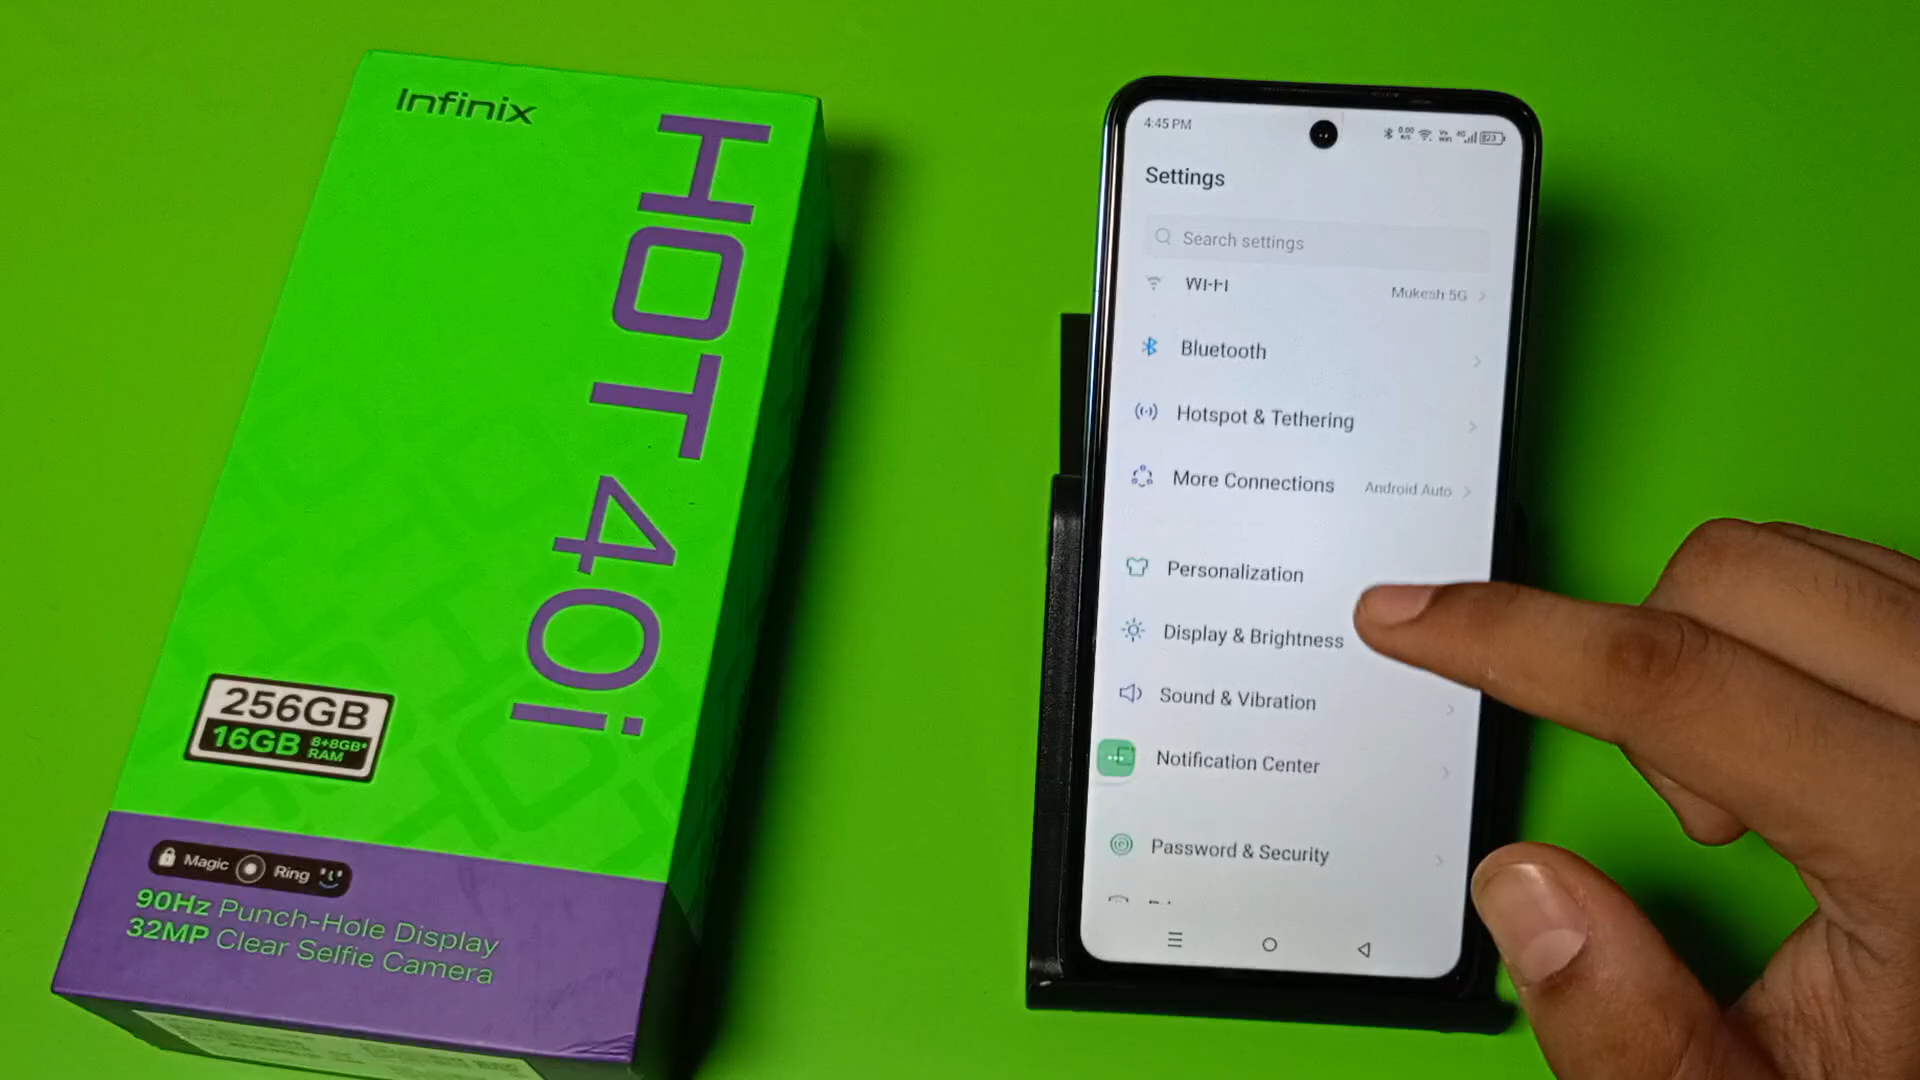 Infinix
HOT 40i
256GB
16GB 8+8GB*
RAM
Magic Ring
90Hz Punch-Hole Display
32MP Clear Selfie Camera
4:45 PM
Settings
Search settings
Mukesh 5G
Bluetooth
Hotspot & Tethering
More Connections Android Auto
Personalization
Display & Brightness
Sound & Vibration
Notification Center
Password & Security